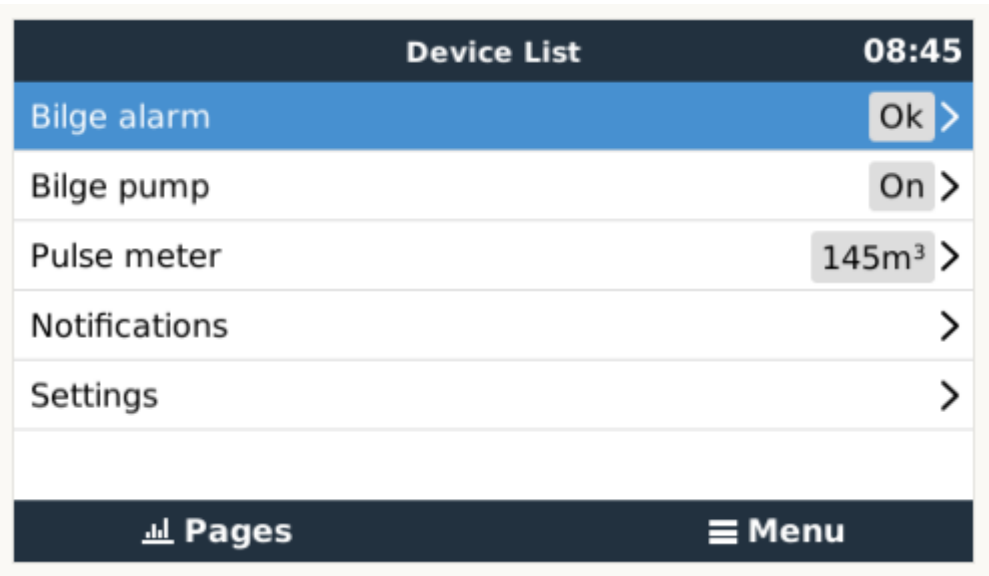 Device List 08:45
Bilge alarm Ok
Bilge pump On
Pulse meter 145m³
Notifications
Settings
Pages Menu